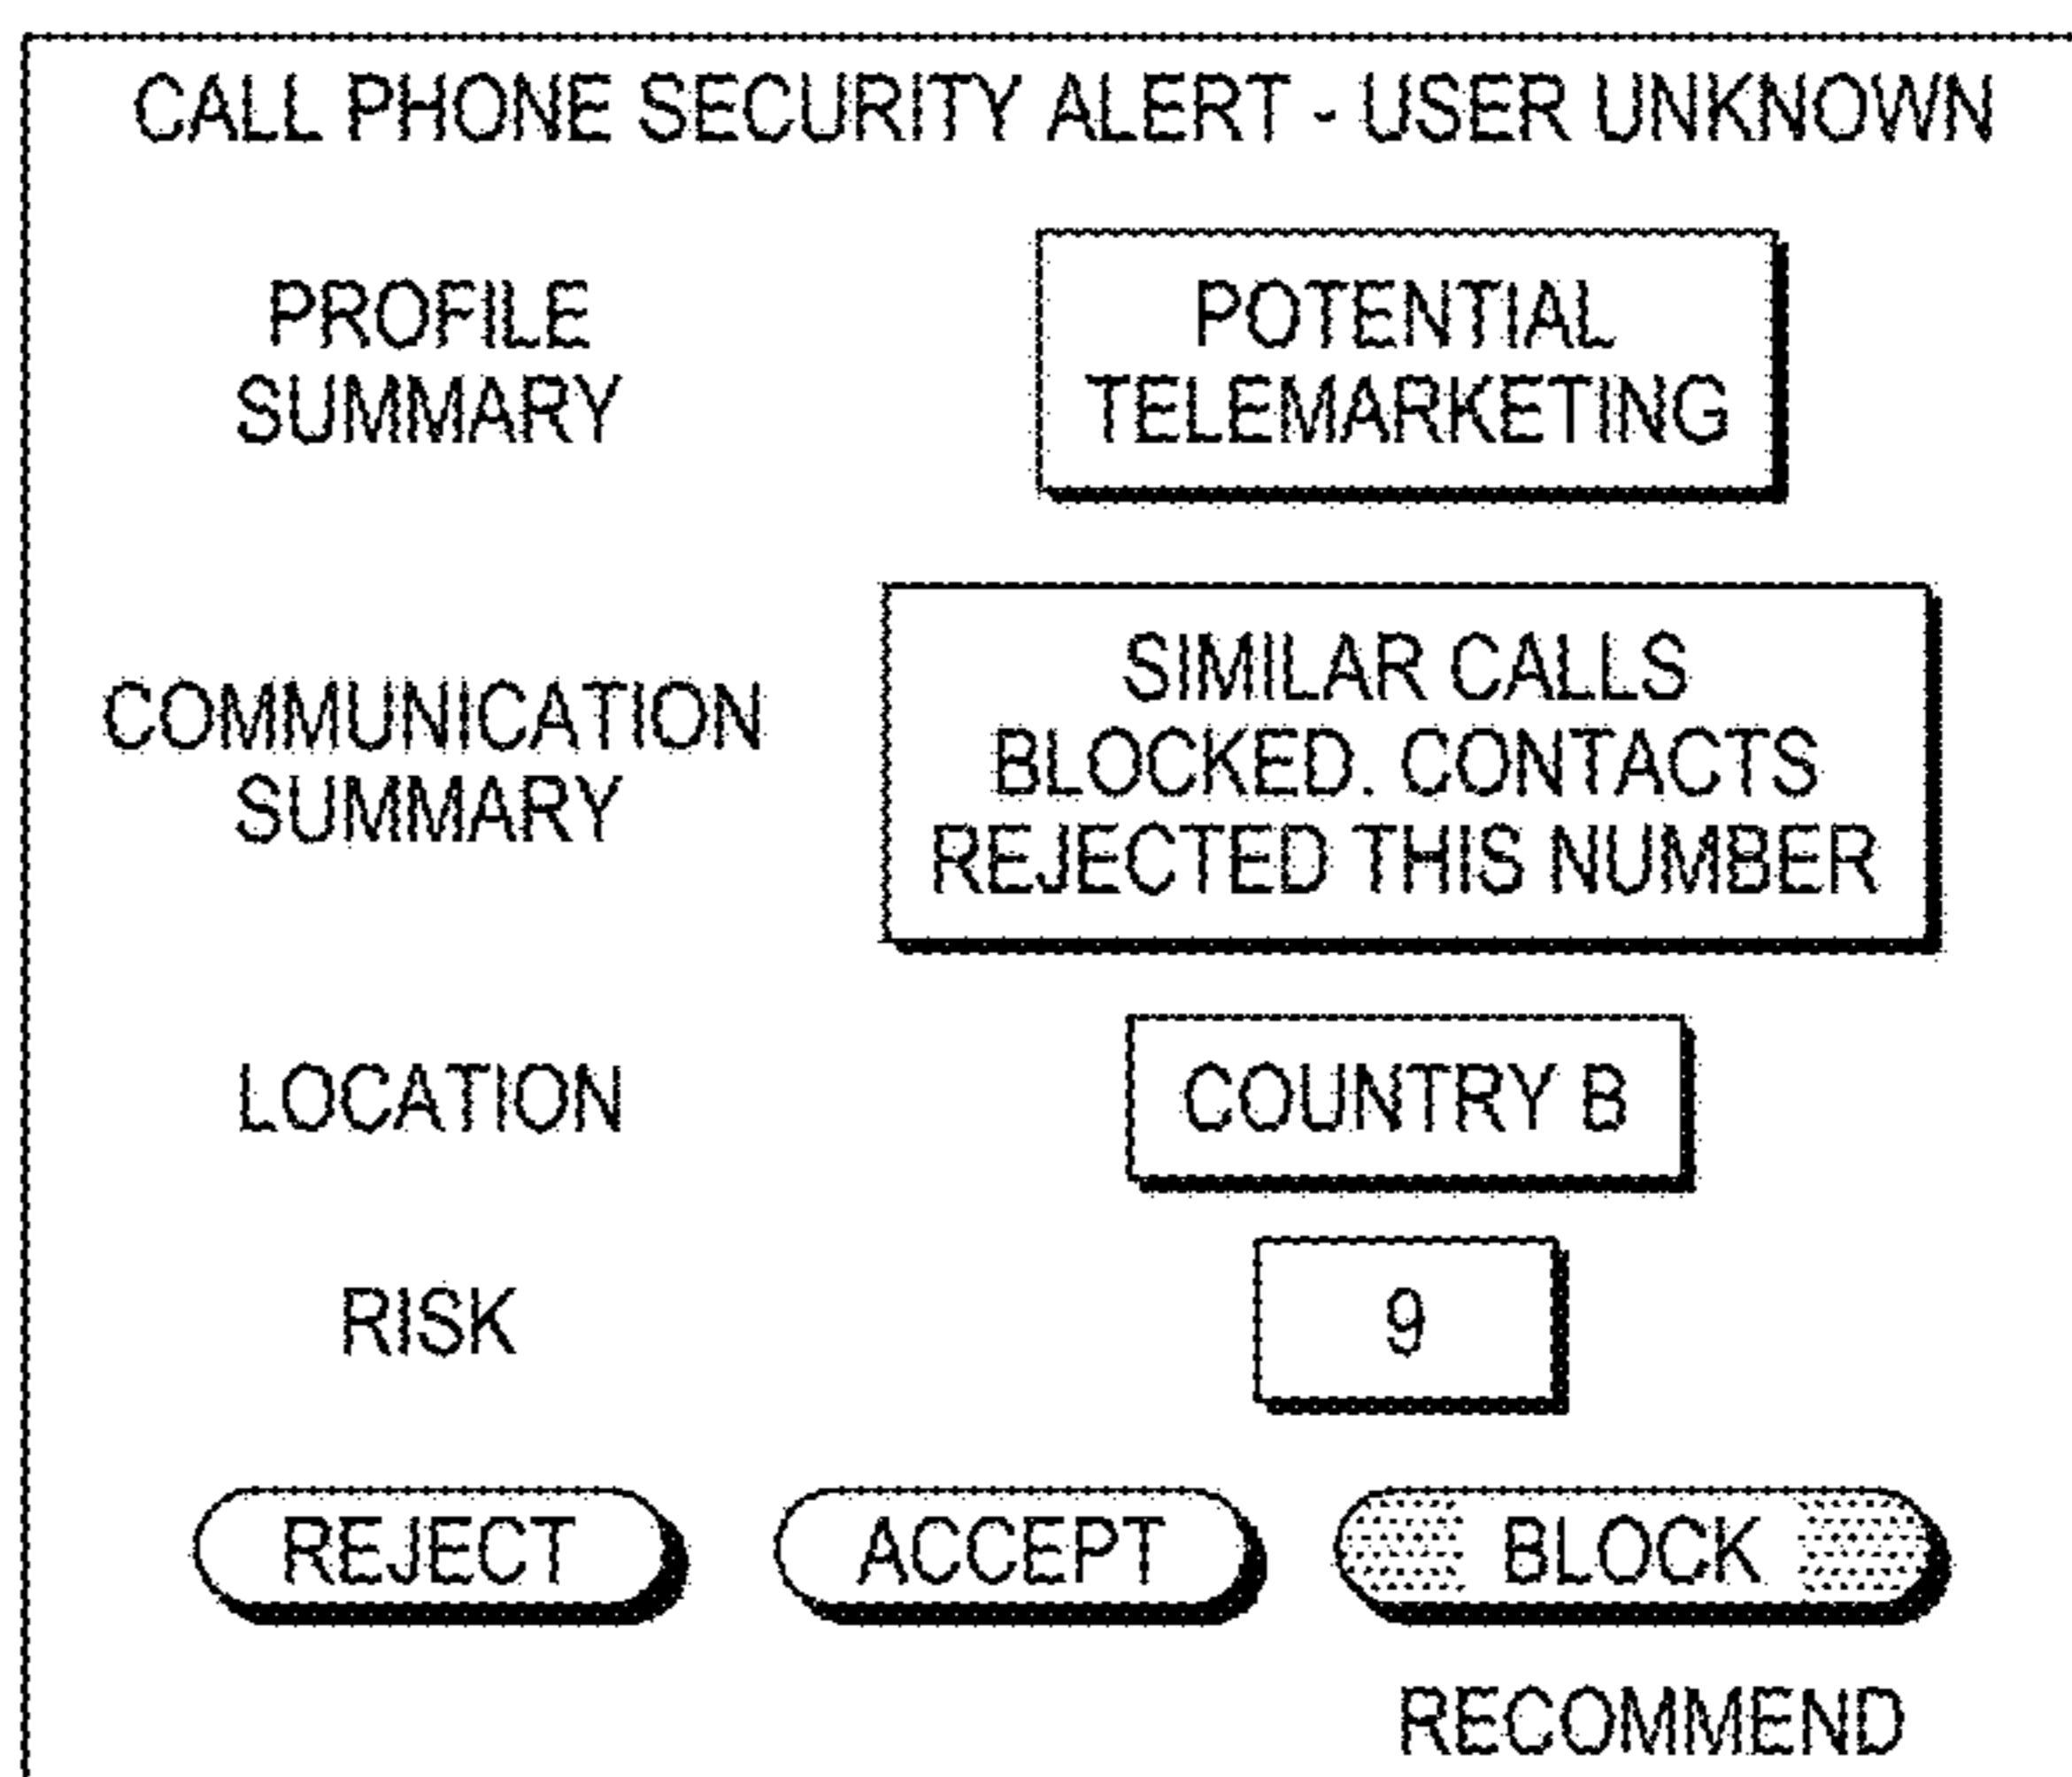 CALL PHONE SECURITY ALERT - USER UNKNOWN
PROFILE
SUMMARY
POTENTIAL
TELEMARKETING
COMMUNICATION
SUMMARY
SIMILAR CALLS
BLOCKED. CONTACTS
REJECTED THIS NUMBER
LOCATION
COUNTRY B
RISK
9
REJECT
ACCEPT
BLOCK
RECOMMEND